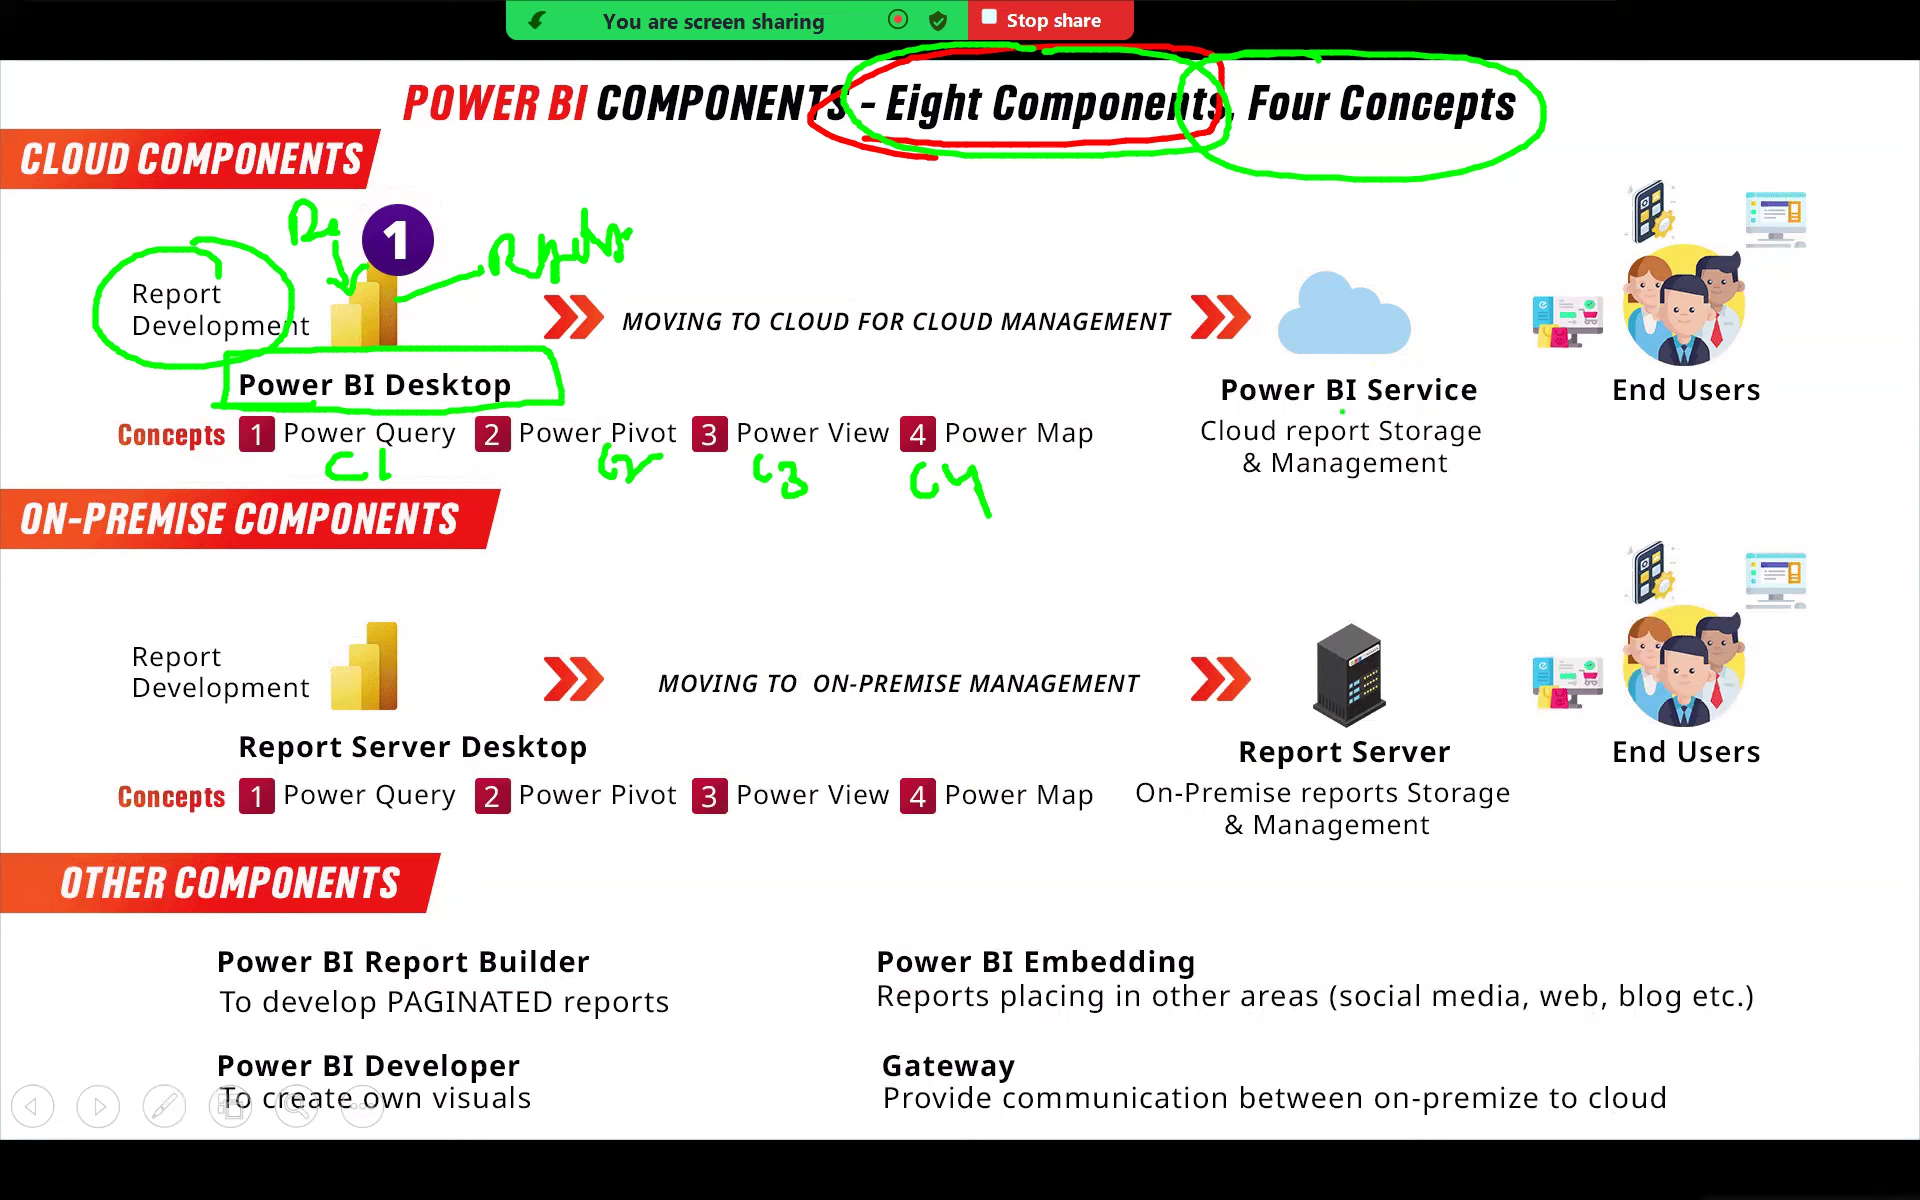 You are screen sharing
Stop share
POWER BI COMPONENTS - Eight Components, Four Concepts
CLOUD COMPONENTS
1
Reports
Report
Development
MOVING TO CLOUD FOR CLOUD MANAGEMENT
Power BI Desktop
Power BI Service
End Users
Concepts 1 Power Query 2 Power Pivot 3 Power View 4 Power Map
Cloud report Storage
& Management
C1 C2 C3 C4
ON-PREMISE COMPONENTS
Report
Development
MOVING TO ON-PREMISE MANAGEMENT
Report Server Desktop
Report Server
End Users
Concepts 1 Power Query 2 Power Pivot 3 Power View 4 Power Map
On-Premise reports Storage
& Management
OTHER COMPONENTS
Power BI Report Builder
To develop PAGINATED reports
Power BI Embedding
Reports placing in other areas (social media, web, blog etc.)
Power BI Developer
To create own visuals
Gateway
Provide communication between on-premize to cloud